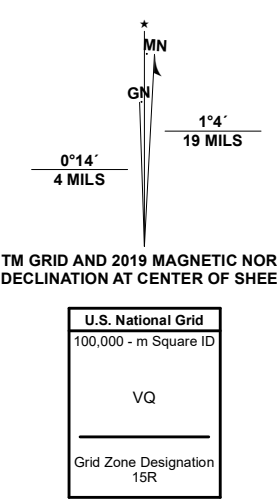 ★
MN
GN
1°4´
19 MILS
0°14´
4 MILS
TM GRID AND 2019 MAGNETIC NOR
DECLINATION AT CENTER OF SHEE
U.S. National Grid
100,000 - m Square ID
VQ
Grid Zone Designation
15R